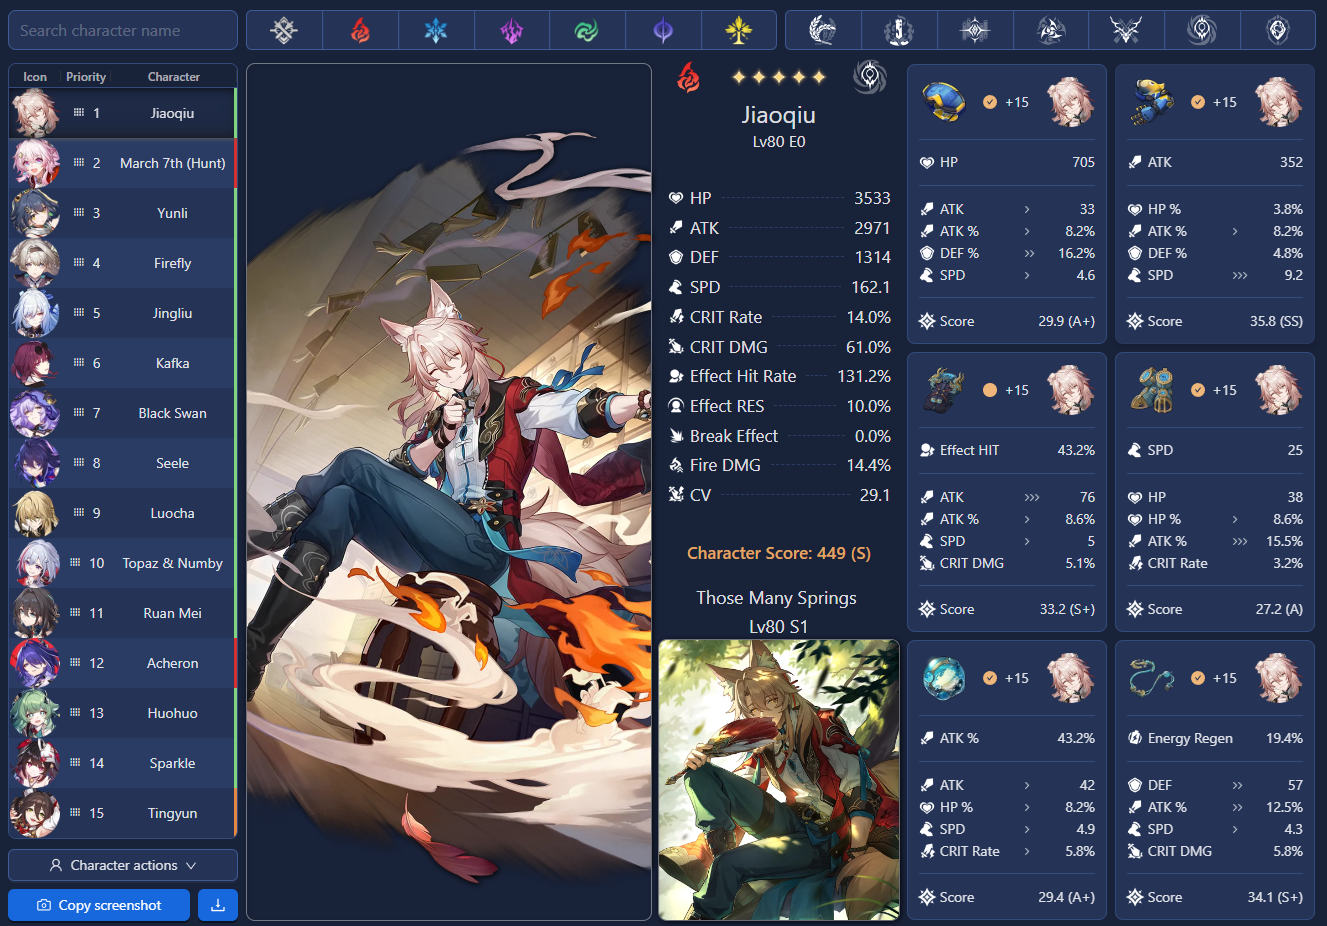 Search character name
Icon Priority Character
1 Jiaoqiu
2 March 7th (Hunt)
3 Yunli
4 Firefly
5 Jingliu
6 Kafka
7 Black Swan
8 Seele
9 Luocha
10 Topaz & Numby
11 Ruan Mei
12 Acheron
13 Huohuo
14 Sparkle
15 Tingyun
Character actions
Copy screenshot
Jiaoqiu
Lv80 E0
HP 3533
ATK 2971
DEF 1314
SPD 162.1
CRIT Rate 14.0%
CRIT DMG 61.0%
Effect Hit Rate 131.2%
Effect RES 10.0%
Break Effect 0.0%
Fire DMG 14.4%
CV 29.1
Character Score: 449 (S)
Those Many Springs
Lv80 S1
+15
HP 705
ATK > 33
ATK % > 8.2%
DEF % >> 16.2%
SPD > 4.6
Score 29.9 (A+)
+15
ATK 352
HP % 3.8%
ATK % > 8.2%
DEF % 4.8%
SPD >>> 9.2
Score 35.8 (SS)
+15
Effect HIT 43.2%
ATK >>> 76
ATK % > 8.6%
SPD > 5
CRIT DMG 5.1%
Score 33.2 (S+)
+15
SPD 25
HP 38
HP % > 8.6%
ATK % >>> 15.5%
CRIT Rate 3.2%
Score 27.2 (A)
+15
ATK % 43.2%
ATK > 42
HP % > 8.2%
SPD > 4.9
CRIT Rate > 5.8%
Score 29.4 (A+)
+15
Energy Regen 19.4%
DEF >> 57
ATK % >> 12.5%
SPD > 4.3
CRIT DMG 5.8%
Score 34.1 (S+)